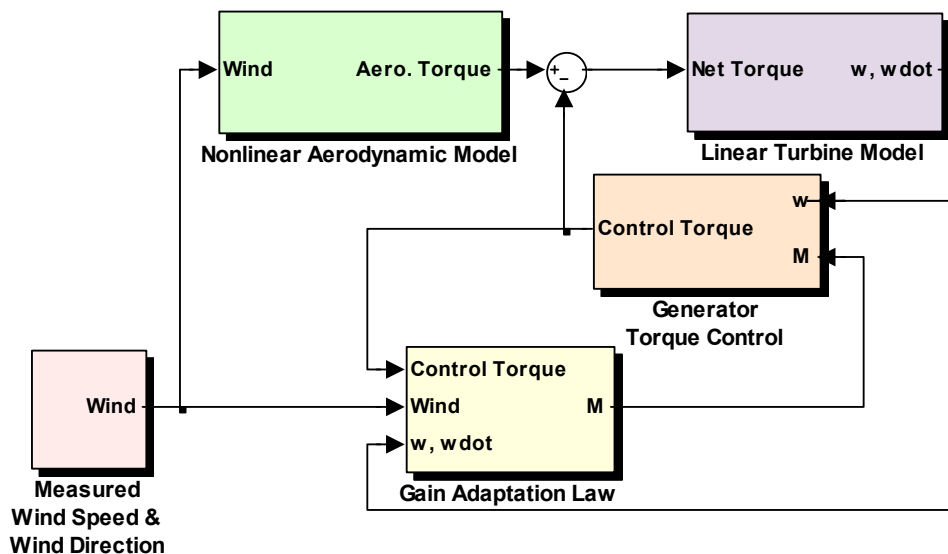 Wind
Aero. Torque
+
−
Net Torque
w, wdot
Nonlinear Aerodynamic Model
Linear Turbine Model
Control Torque
w
M
Generator
Torque Control
Control Torque
Wind
M
w, wdot
Gain Adaptation Law
Wind
Measured
Wind Speed &
Wind Direction